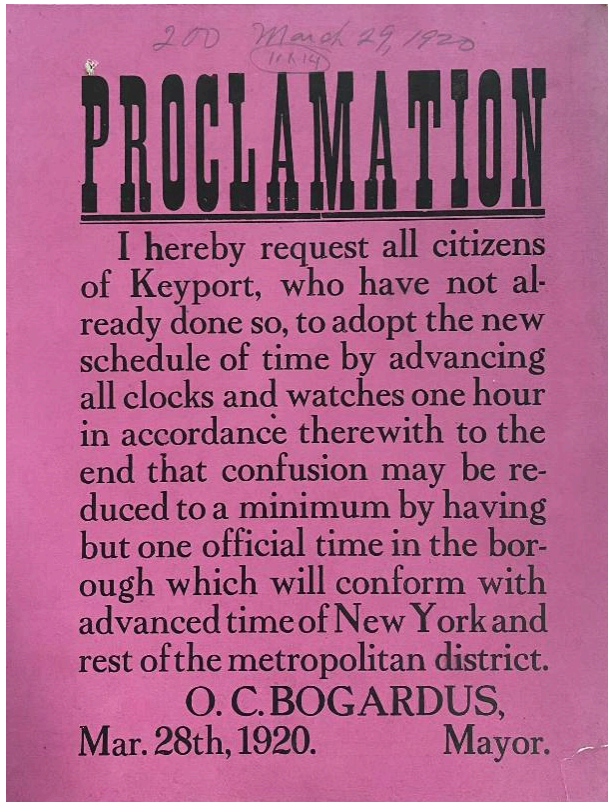 200 March 29, 1920
PROCLAMATION
I hereby request all citizens
of Keyport, who have not al-
ready done so, to adopt the new
schedule of time by advancing
all clocks and watches one hour
in accordance therewith to the
end that confusion may be re-
duced to a minimum by having
but one official time in the bor-
ough which will conform with
advanced time of New York and
rest of the metropolitan district.
O. C. BOGARDUS,
Mar. 28th, 1920. Mayor.